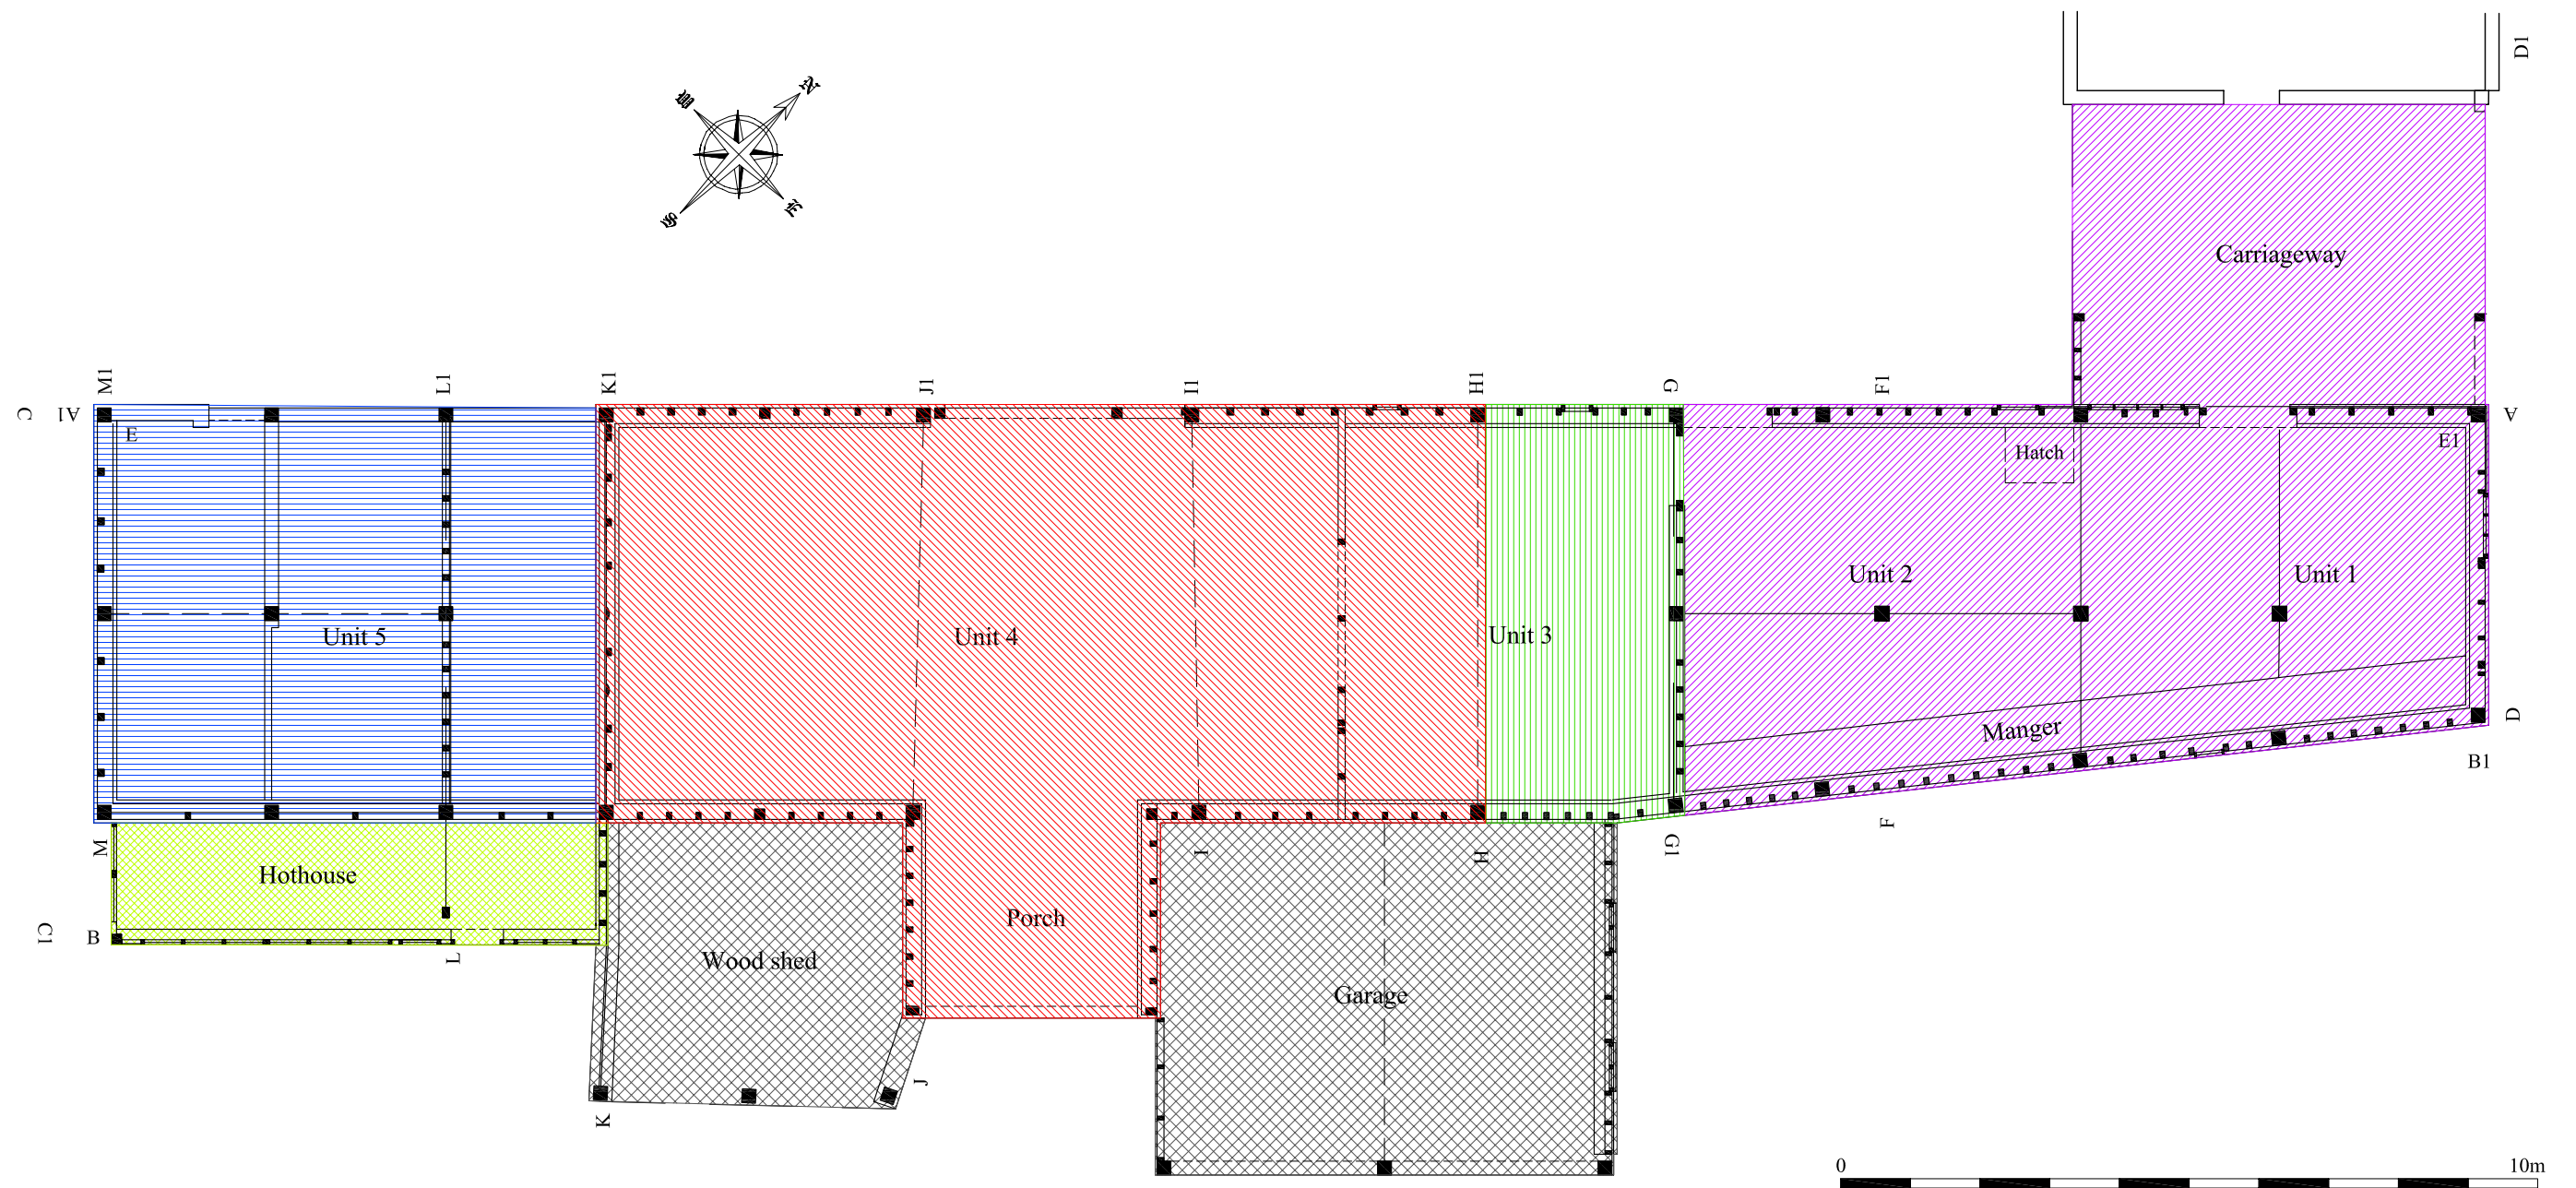 D1
N
W
S
E
Carriageway
M1
L1
K1
J1
I1
H1
G
F1
C
A1
A
E
E1
Hatch
Unit 2
Unit 1
Unit 5
Unit 4
Unit 3
Manger
D
B1
M
I
H
G1
F
Hothouse
Porch
C1
B
L
Wood shed
Garage
J
K
0
10m